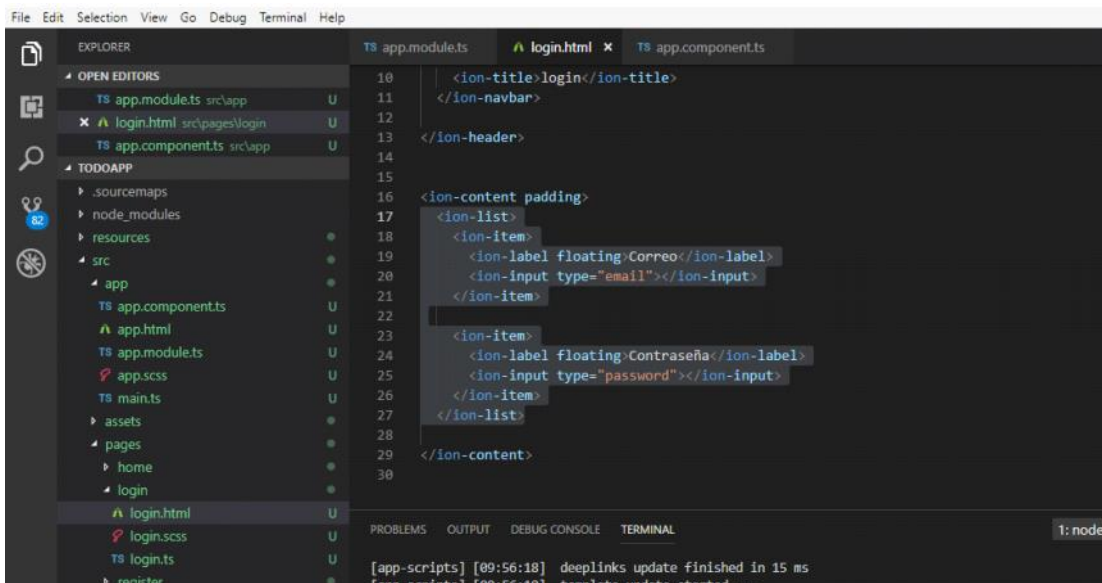 File Edit Selection View Go Debug Terminal Help
EXPLORER
OPEN EDITORS
TS app.module.ts src\app U
login.html src\pages\login U
TS app.component.ts src\app U
TODOAPP
.sourcemaps
node_modules
resources
src
app
TS app.component.ts U
app.html U
TS app.module.ts U
app.scss U
TS main.ts U
assets
pages
home
login
login.html U
login.scss U
TS login.ts U
register
82
TS app.module.ts login.html × TS app.component.ts
10 <ion-title>login</ion-title>
11 </ion-navbar>
12
13 </ion-header>
14
15
16 <ion-content padding>
17 <ion-list>
18 <ion-item>
19 <ion-label floating>Correo</ion-label>
20 <ion-input type="email"></ion-input>
21 </ion-item>
22
23 <ion-item>
24 <ion-label floating>Contraseña</ion-label>
25 <ion-input type="password"></ion-input>
26 </ion-item>
27 </ion-list>
28
29 </ion-content>
30
PROBLEMS OUTPUT DEBUG CONSOLE TERMINAL 1: node
[app-scripts] [09:56:18] deeplinks update finished in 15 ms